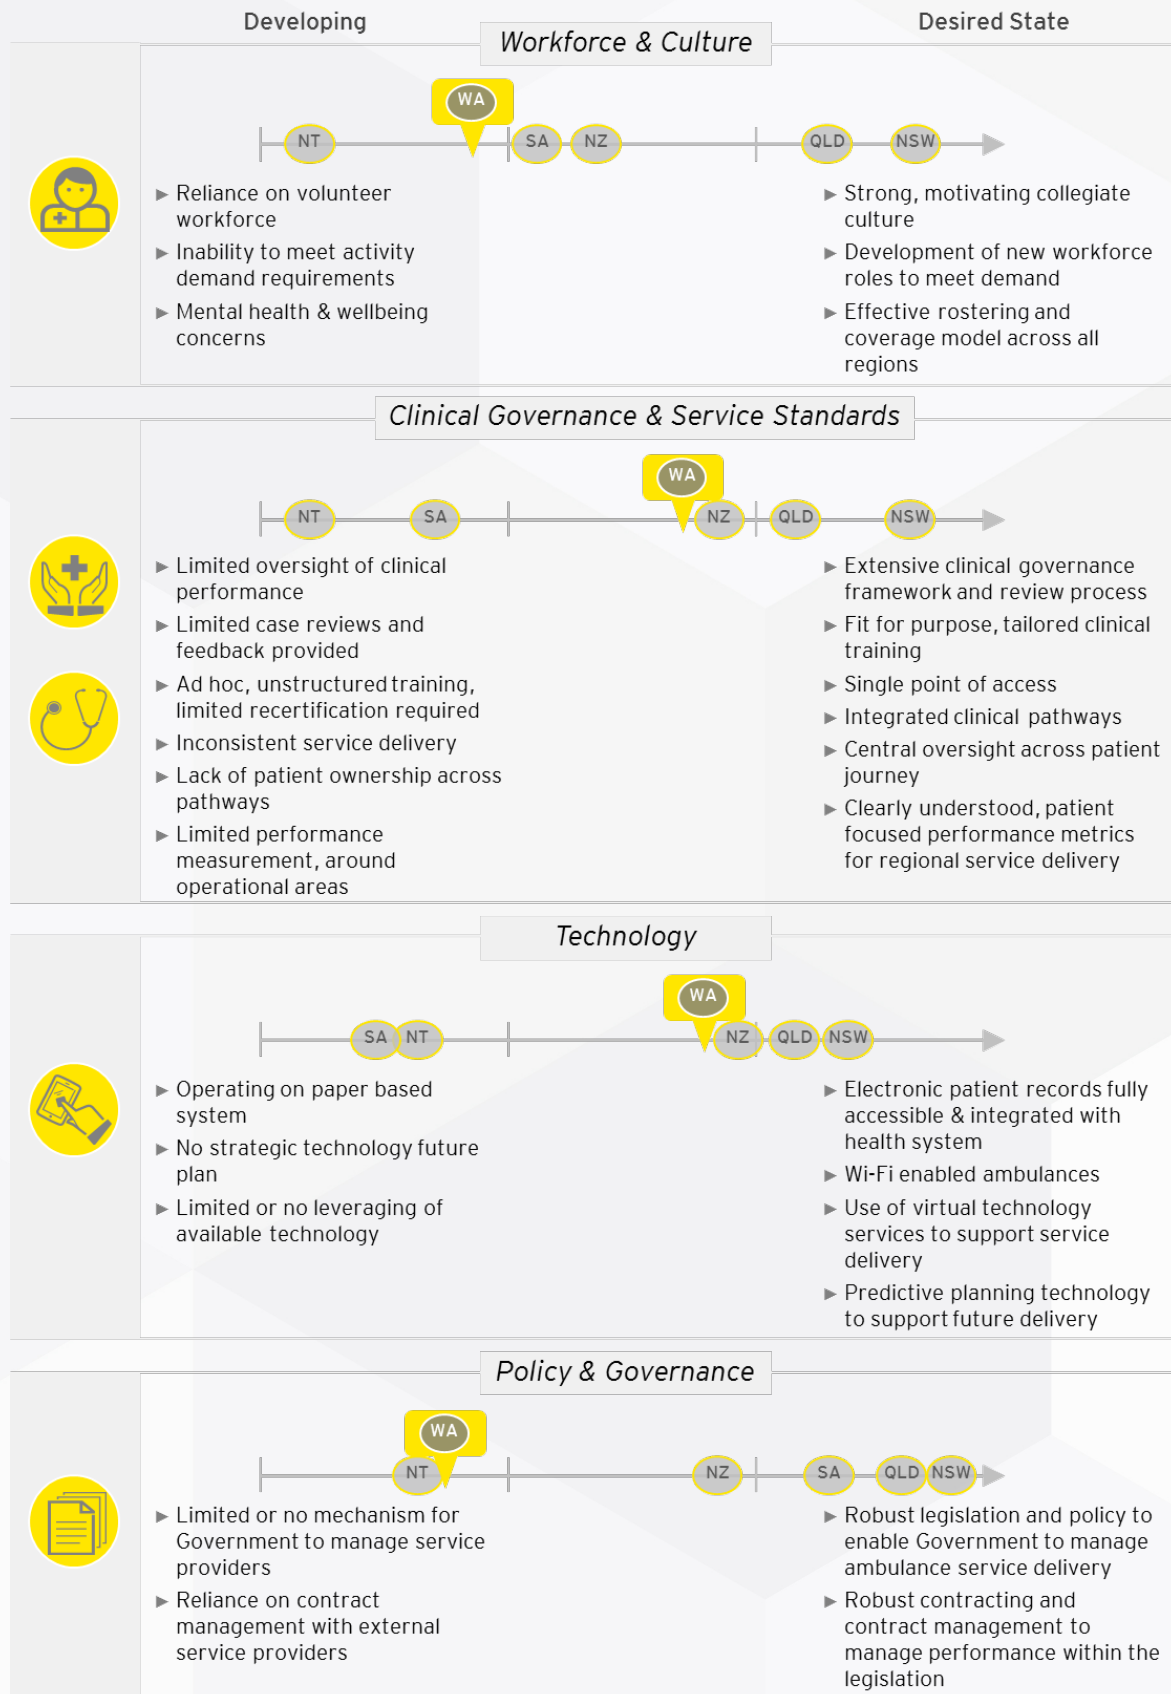 Developing
Desired State
Workforce & Culture
WA
NT
SA
NZ
QLD
NSW
► Reliance on volunteer
workforce
► Inability to meet activity
demand requirements
► Mental health & wellbeing
concerns
► Strong, motivating collegiate
culture
► Development of new workforce
roles to meet demand
► Effective rostering and
coverage model across all
regions
Clinical Governance & Service Standards
WA
NT
SA
NZ
QLD
NSW
► Limited oversight of clinical
performance
► Limited case reviews and
feedback provided
► Ad hoc, unstructured training,
limited recertification required
► Inconsistent service delivery
► Lack of patient ownership across
pathways
► Limited performance
measurement, around
operational areas
► Extensive clinical governance
framework and review process
► Fit for purpose, tailored clinical
training
► Single point of access
► Integrated clinical pathways
► Central oversight across patient
journey
► Clearly understood, patient
focused performance metrics
for regional service delivery
Technology
WA
SA
NT
NZ
QLD
NSW
► Operating on paper based
system
► No strategic technology future
plan
► Limited or no leveraging of
available technology
► Electronic patient records fully
accessible & integrated with
health system
► Wi-Fi enabled ambulances
► Use of virtual technology
services to support service
delivery
► Predictive planning technology
to support future delivery
Policy & Governance
WA
NT
NZ
SA
QLD
NSW
► Limited or no mechanism for
Government to manage service
providers
► Reliance on contract
management with external
service providers
► Robust legislation and policy to
enable Government to manage
ambulance service delivery
► Robust contracting and
contract management to
manage performance within the
legislation